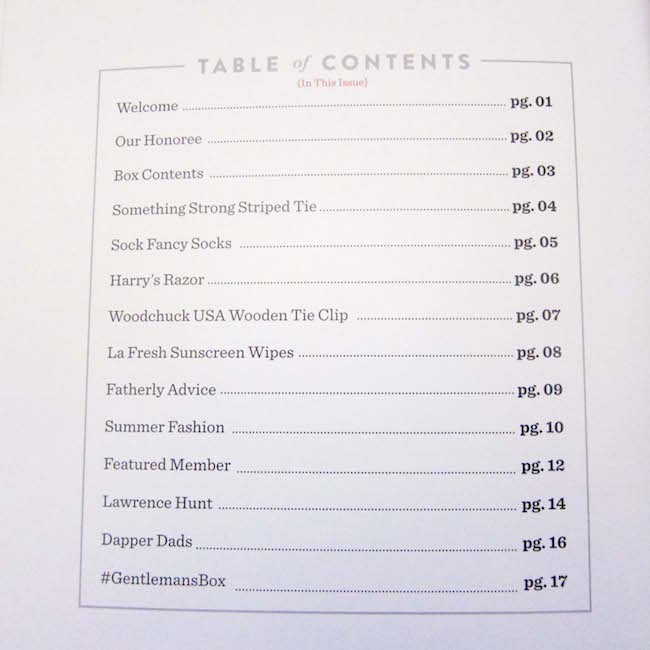 TABLE of CONTENTS
{In This Issue}
Welcome pg. 01
Our Honoree pg. 02
Box Contents pg. 03
Something Strong Striped Tie pg. 04
Sock Fancy Socks pg. 05
Harry's Razor pg. 06
Woodchuck USA Wooden Tie Clip pg. 07
La Fresh Sunscreen Wipes pg. 08
Fatherly Advice pg. 09
Summer Fashion pg. 10
Featured Member pg. 12
Lawrence Hunt pg. 14
Dapper Dads pg. 16
#GentlemansBox pg. 17